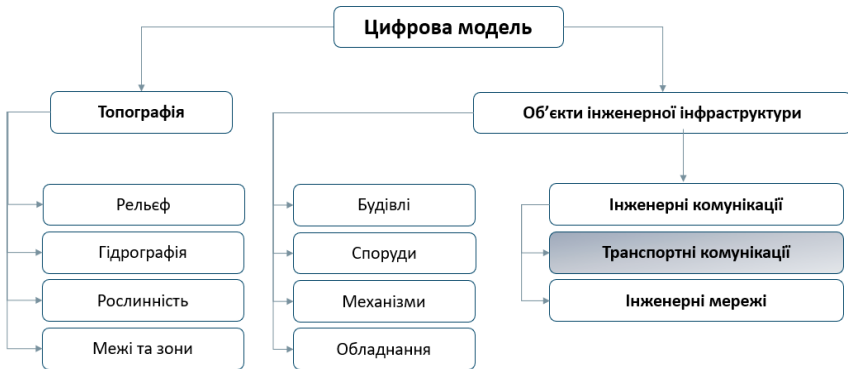 Цифрова модель
Топографія
Об’єкти інженерної інфраструктури
Рельєф
Гідрографія
Рослинність
Межі та зони
Будівлі
Споруди
Механізми
Обладнання
Інженерні комунікації
Транспортні комунікації
Інженерні мережі